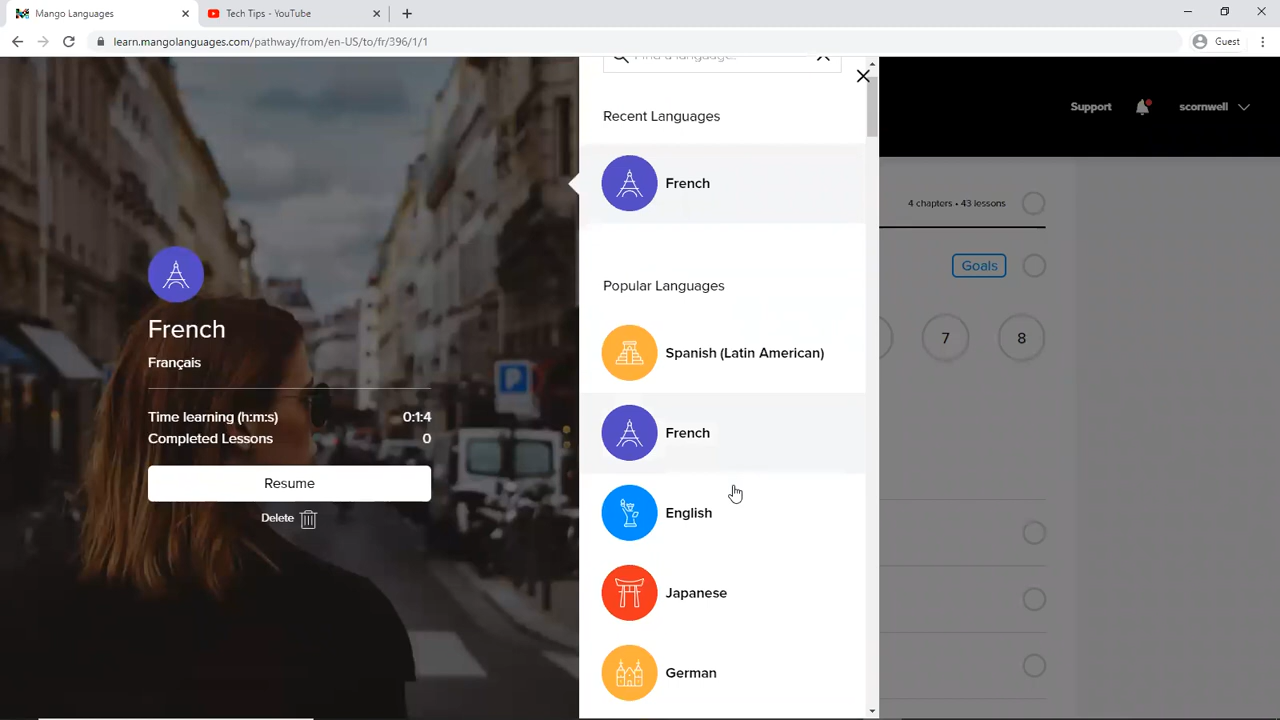 Mango Languages
Tech Tips - YouTube
learn.mangolanguages.com/pathway/from/en-US/to/fr/396/1/1
Guest
French
Français
Time learning (h:m:s) 0:1:4
Completed Lessons 0
Resume
Delete
Find a language..
Recent Languages
French
Popular Languages
Spanish (Latin American)
French
English
Japanese
German
Support
scornwell
4 chapters • 43 lessons
Goals
7
8